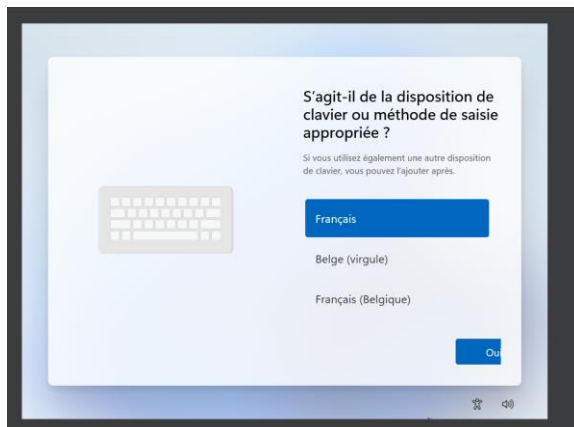 S'agit-il de la disposition de
clavier ou méthode de saisie
appropriée ?
Si vous utilisez également une autre disposition
de clavier, vous pouvez l'ajouter après.
Français
Belge (virgule)
Français (Belgique)
Oui